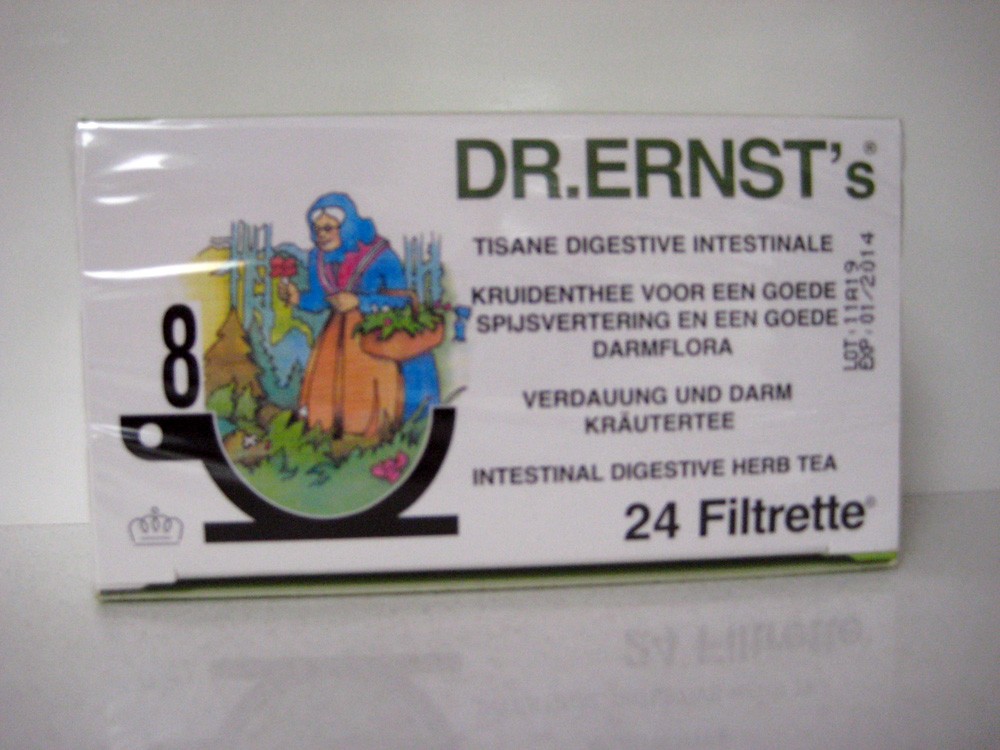 DR.ERNST's®
TISANE DIGESTIVE INTESTINALE
KRUIDENTHEE VOOR EEN GOEDE
SPIJSVERTERING EN EEN GOEDE
DARMFLORA
VERDAUUNG UND DARM
KRÄUTERTEE
INTESTINAL DIGESTIVE HERB TEA
24 Filtrette®
8
LOT: 11A19
EXP: 01/2014